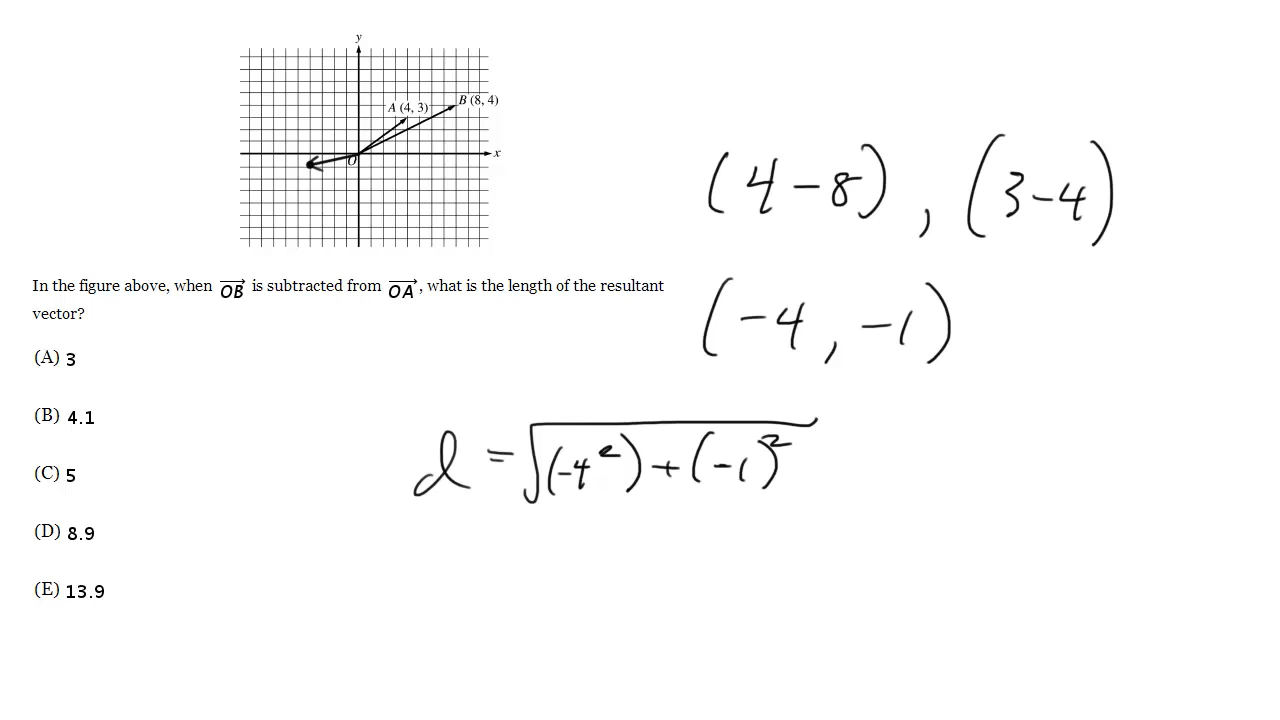 y
A (4, 3)
B (8, 4)
O
x
(4 – 8) , (3 – 4)
In the figure above, when OB is subtracted from OA, what is the length of the resultant
vector?
(–4 , –1)
(A) 3
(B) 4.1
d = √(-4²) + (-1)²
(C) 5
(D) 8.9
(E) 13.9